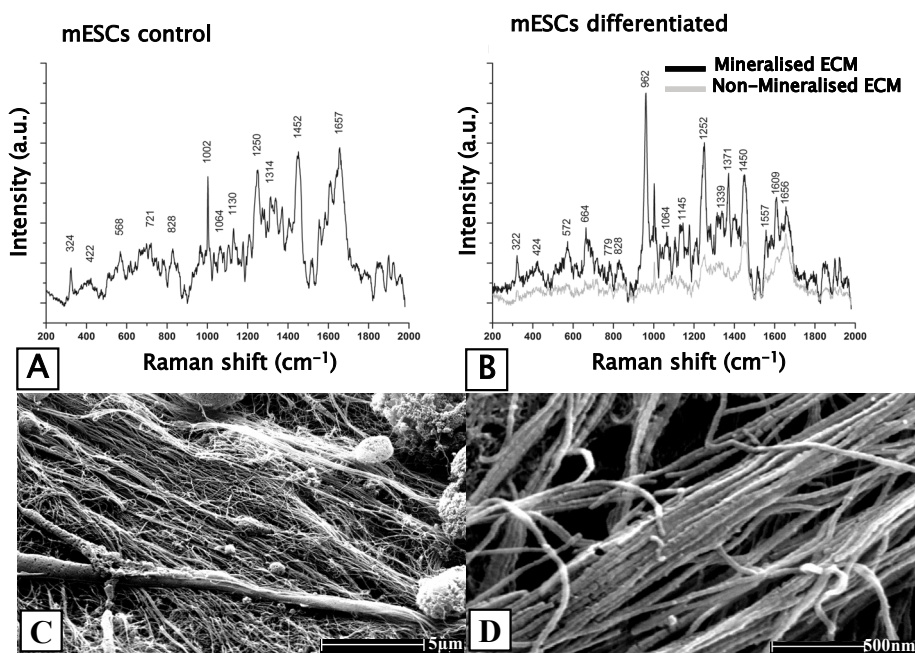 mESCs control
mESCs differentiated
Mineralised ECM
Non-Mineralised ECM
Intensity (a.u.)
324
422
568
721
828
1002
1064
1130
1250
1314
1452
1657
200 400 600 800 1000 1200 1400 1600 1800 2000
Raman shift (cm⁻¹)
A
Intensity (a.u.)
322
424
572
664
779
828
962
1064
1145
1252
1339
1371
1450
1557
1609
1656
200 400 600 800 1000 1200 1400 1600 1800 2000
Raman shift (cm⁻¹)
B
C
5µm
D
500nm